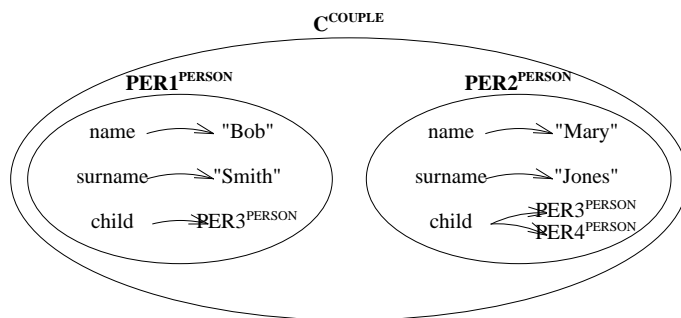 C^COUPLE
PER1^PERSON
PER2^PERSON
name "Bob"
surname "Smith"
child PER3^PERSON
name "Mary"
surname "Jones"
child PER3^PERSON
PER4^PERSON